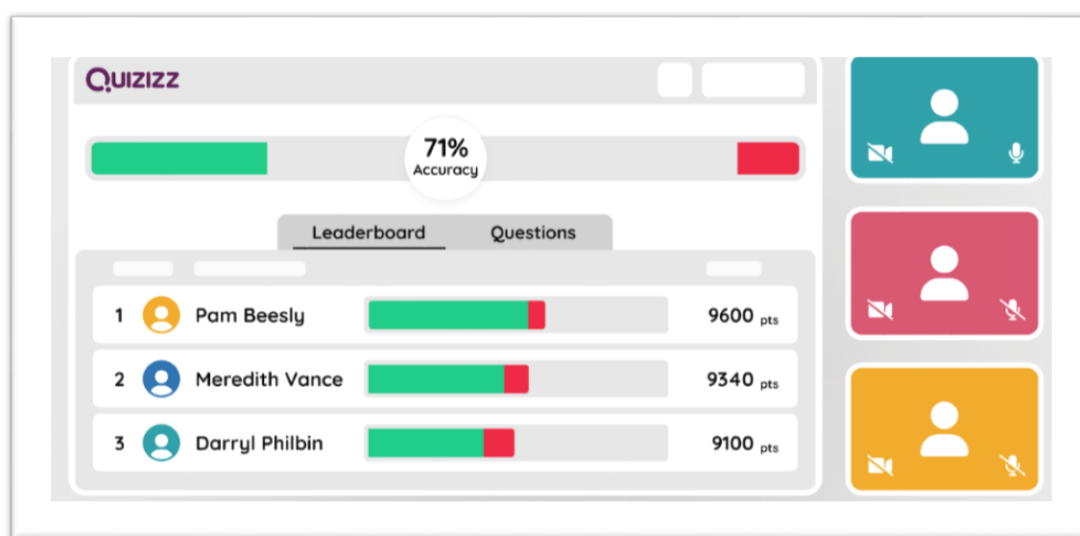 Quizizz
71%
Accuracy
Leaderboard Questions
1 Pam Beesly 9600 pts
2 Meredith Vance 9340 pts
3 Darryl Philbin 9100 pts